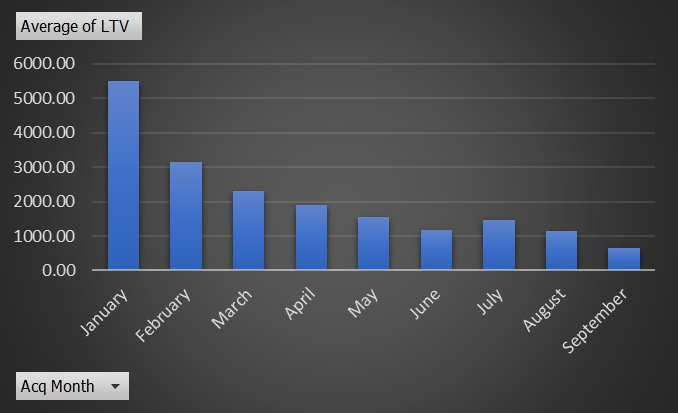 Average of LTV
6000.00
5000.00
4000.00
3000.00
2000.00
1000.00
0.00
January
February
March
April
May
June
July
August
September
Acq Month